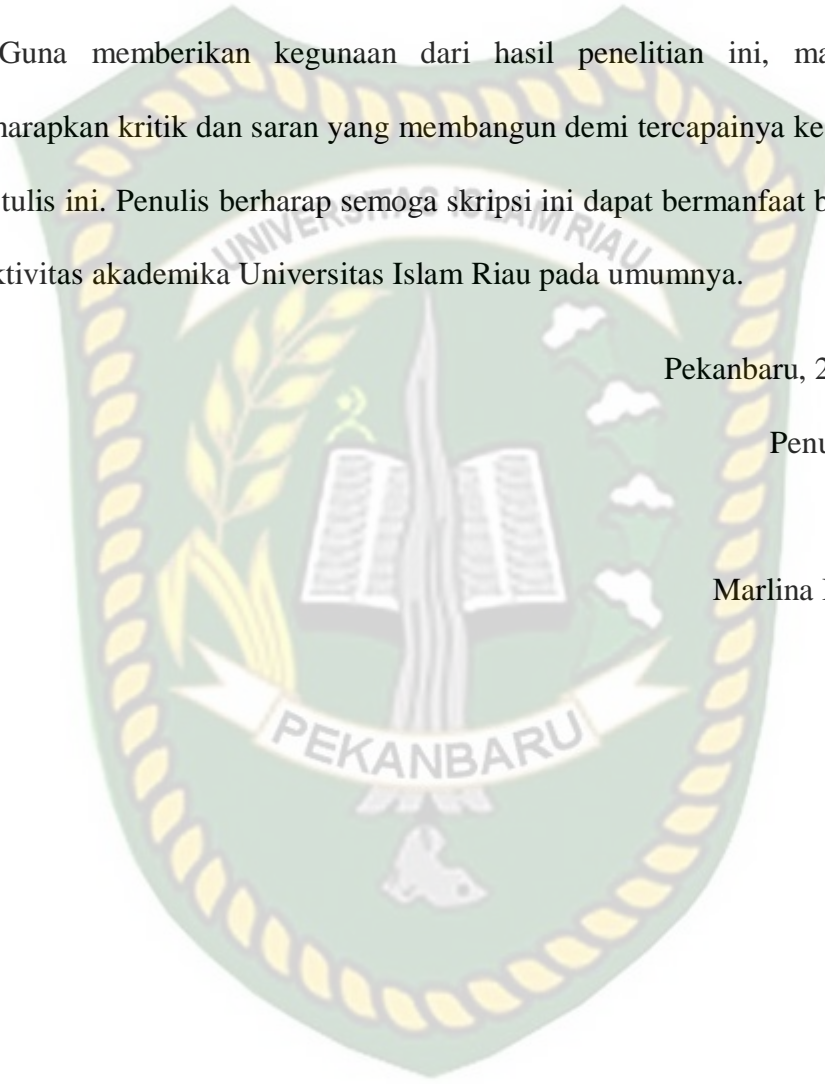 Guna memberikan kegunaan dari hasil penelitian ini, ma
harapkan kritik dan saran yang membangun demi tercapainya ke
tulis ini. Penulis berharap semoga skripsi ini dapat bermanfaat b
ktivitas akademika Universitas Islam Riau pada umumnya.
UNIVERSITAS ISLAM RIAU
Pekanbaru, 2
Penu
Marlina
PEKANBARU